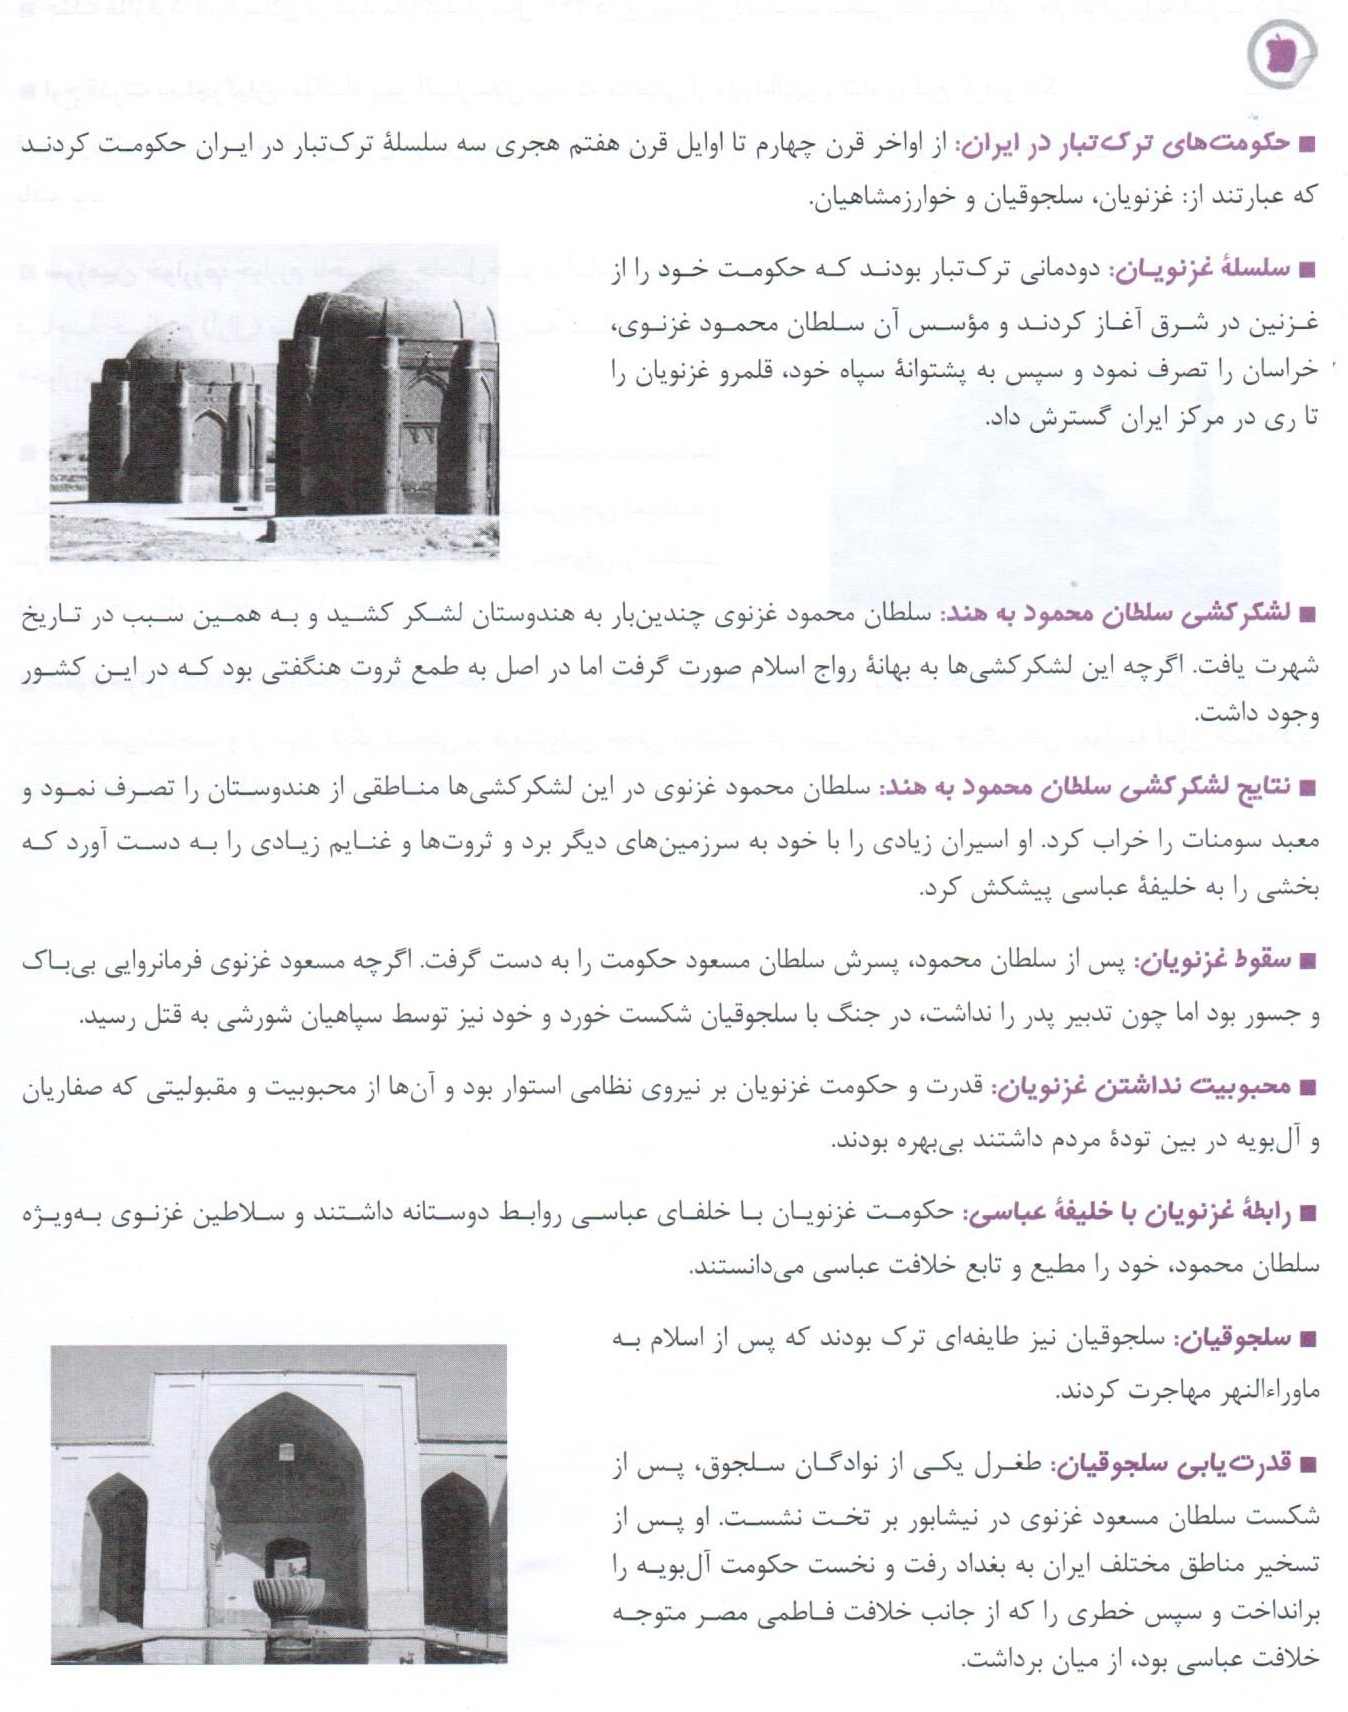 حکومت‌های ترک‌تبار در ایران: از اواخر قرن چهارم تا اوایل قرن هفتم هجری سه سلسلهٔ ترک‌تبار در ایران حکومت کردند
که عبارتند از: غزنویان، سلجوقیان و خوارزمشاهیان.
سلسلهٔ غزنویان: دودمانی ترک‌تبار بودند که حکومت خود را از
غزنین در شرق آغاز کردند و مؤسس آن سلطان محمود غزنوی،
خراسان را تصرف نمود و سپس به پشتوانهٔ سپاه خود، قلمرو غزنویان را
تا ری در مرکز ایران گسترش داد.
لشکرکشی سلطان محمود به هند: سلطان محمود غزنوی چندین‌بار به هندوستان لشکر کشید و به همین سبب در تاریخ
شهرت یافت. اگرچه این لشکرکشی‌ها به بهانهٔ رواج اسلام صورت گرفت اما در اصل به طمع ثروت هنگفتی بود که در این کشور
وجود داشت.
نتایج لشکرکشی سلطان محمود به هند: سلطان محمود غزنوی در این لشکرکشی‌ها مناطقی از هندوستان را تصرف نمود و
معبد سومنات را خراب کرد. او اسیران زیادی را با خود به سرزمین‌های دیگر برد و ثروت‌ها و غنایم زیادی را به دست آورد که
بخشی را به خلیفهٔ عباسی پیشکش کرد.
سقوط غزنویان: پس از سلطان محمود، پسرش سلطان مسعود حکومت را به دست گرفت. اگرچه مسعود غزنوی فرمانروایی بی‌باک
و جسور بود اما چون تدبیر پدر را نداشت، در جنگ با سلجوقیان شکست خورد و خود نیز توسط سپاهیان شورشی به قتل رسید.
محبوبیت نداشتن غزنویان: قدرت و حکومت غزنویان بر نیروی نظامی استوار بود و آن‌ها از محبوبیت و مقبولیتی که صفاریان
و آل‌بویه در بین تودهٔ مردم داشتند بی‌بهره بودند.
رابطهٔ غزنویان با خلیفهٔ عباسی: حکومت غزنویان با خلفای عباسی روابط دوستانه داشتند و سلاطین غزنوی به‌ویژه
سلطان محمود، خود را مطیع و تابع خلافت عباسی می‌دانستند.
سلجوقیان: سلجوقیان نیز طایفه‌ای ترک بودند که پس از اسلام به
ماوراءالنهر مهاجرت کردند.
قدرت‌یابی سلجوقیان: طغرل یکی از نوادگان سلجوق، پس از
شکست سلطان مسعود غزنوی در نیشابور بر تخت نشست. او پس از
تسخیر مناطق مختلف ایران به بغداد رفت و نخست حکومت آل‌بویه را
برانداخت و سپس خطری را که از جانب خلافت فاطمی مصر متوجه
خلافت عباسی بود، از میان برداشت.